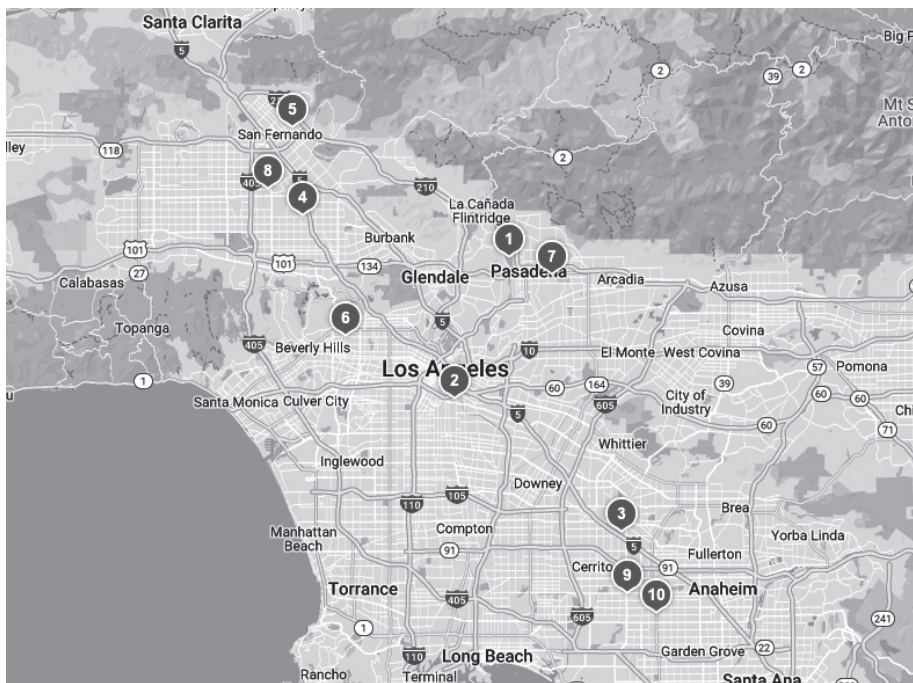 Santa Clarita
Big P
5
2
2
39
Mt S
Anto
5
San Fernando
118
lley
8
405
5
4
2
210
La Cañada
Flintridge
1
7
Burbank
101
101
134
Glendale
Pasadena
Arcadia
Azusa
27
Calabasas
6
5
Topanga
405
Beverly Hills
10
El Monte
West Covina
Covina
57
Pomona
Los Angeles
1
2
60
164
39
60
60
City of
Industry
Santa Monica
Culver City
605
5
60
71
Chi
Whittier
Inglewood
Downey
105
110
3
Brea
Manhattan
Beach
Compton
91
5
Fullerton
Yorba Linda
Cerrito
91
9
10
Anaheim
Torrance
405
605
241
1
22
110
Long Beach
Garden Grove
Rancho
Terminal
Santa Ana